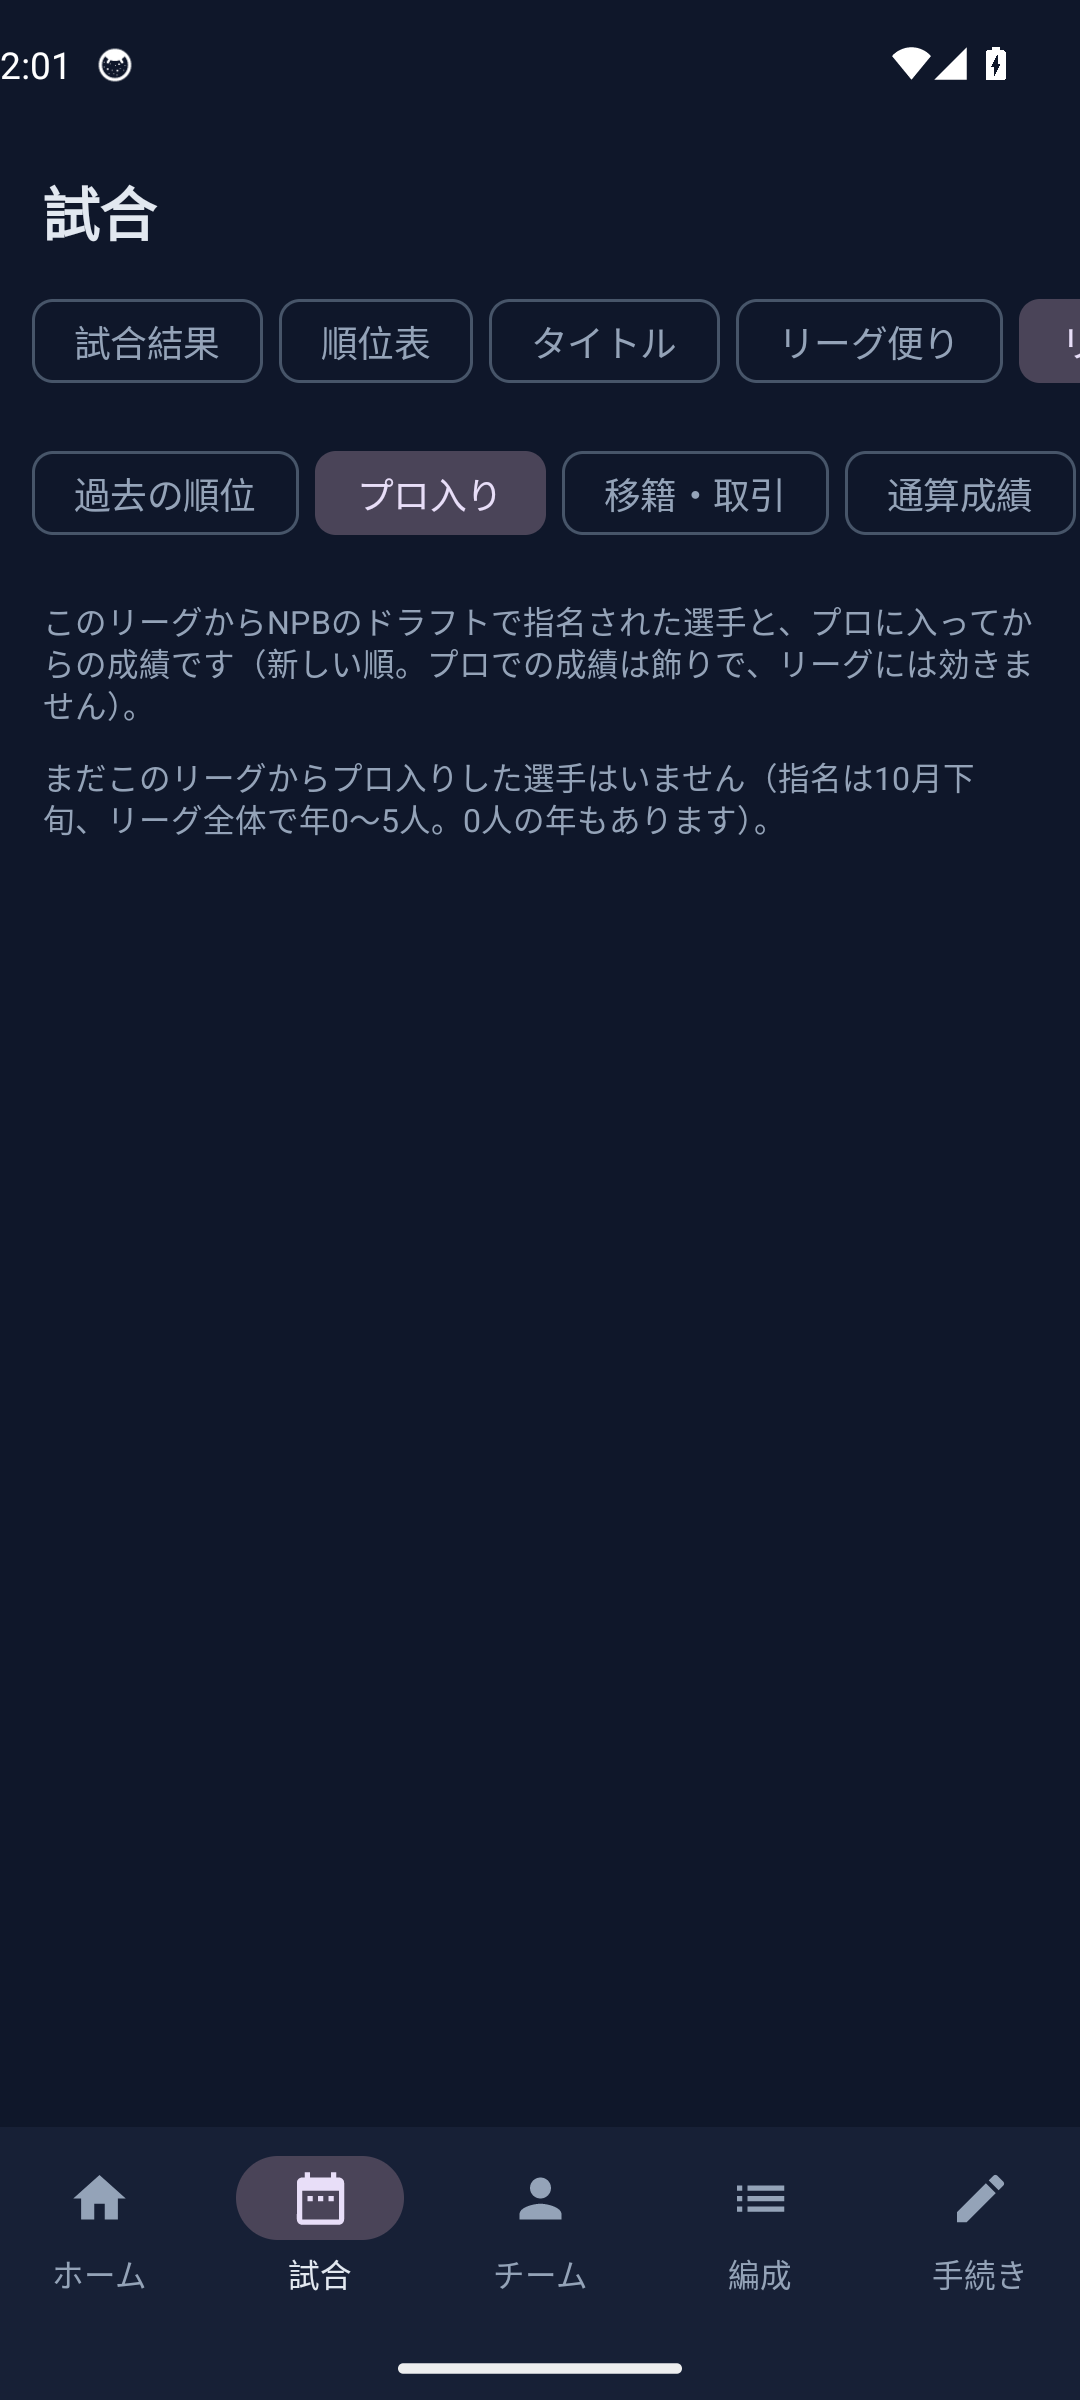 2:01
試合
試合結果
順位表
タイトル
リーグ便り
過去の順位
プロ入り
移籍・取引
通算成績
このリーグからNPBのドラフトで指名された選手と、プロに入ってか
らの成績です（新しい順。プロでの成績は飾りで、リーグには効きま
せん）。
まだこのリーグからプロ入りした選手はいません（指名は10月下
旬、リーグ全体で年0〜5人。0人の年もあります）。
ホーム
試合
チーム
編成
手続き